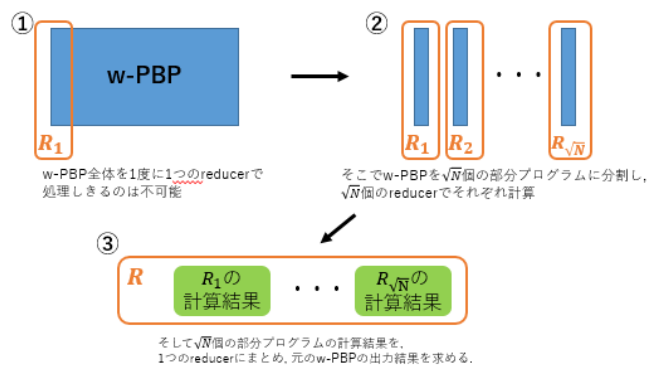 ①
w-PBP
R₁
w-PBP全体を1度に1つのreducerで
処理しきるのは不可能
②
R₁ R₂ ・・・ R√N
そこでw-PBPを√N個の部分プログラムに分割し,
√N個のreducerでそれぞれ計算
③
R
R₁の
計算結果
・・・
R√Nの
計算結果
そして√N個の部分プログラムの計算結果を,
1つのreducerにまとめ, 元のw-PBPの出力結果を求める.